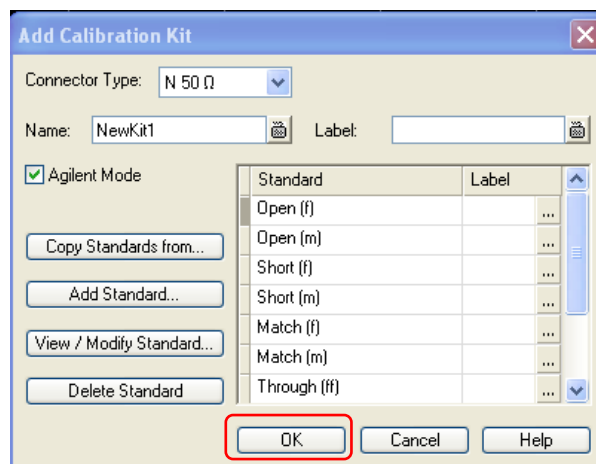 Add Calibration Kit
Connector Type: N 50 Ω
Name: NewKit1 Label:
Agilent Mode
Standard Label
Open (f) ...
Open (m) ...
Copy Standards from...
Short (f) ...
Add Standard...
Short (m) ...
Match (f) ...
View / Modify Standard...
Match (m) ...
Delete Standard
Through (ff) ...
OK Cancel Help